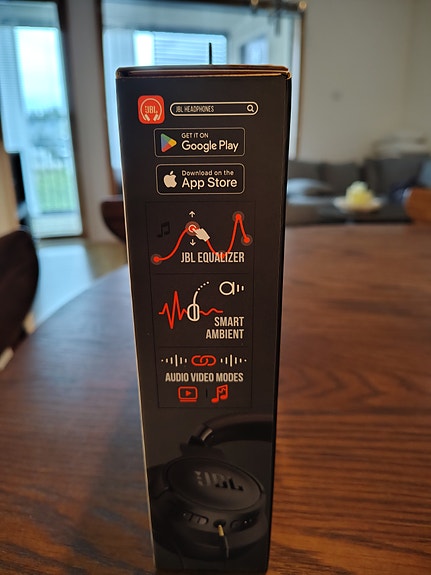 JBL
JBL HEADPHONES
GET IT ON
Google Play
Download on the
App Store
JBL EQUALIZER
SMART
AMBIENT
AUDIO VIDEO MODES
JBL